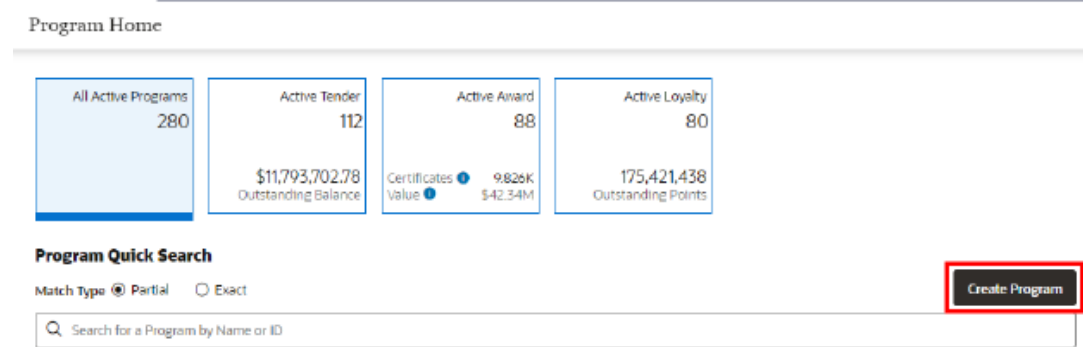 Program Home
All Active Programs
280
Active Tender
112
$11,793,702.78
Outstanding Balance
Active Award
88
Certificates 9.826K
Value $42.34M
Active Loyalty
80
175,421,438
Outstanding Points
Program Quick Search
Match Type Partial Exact
Create Program
Search for a Program by Name or ID